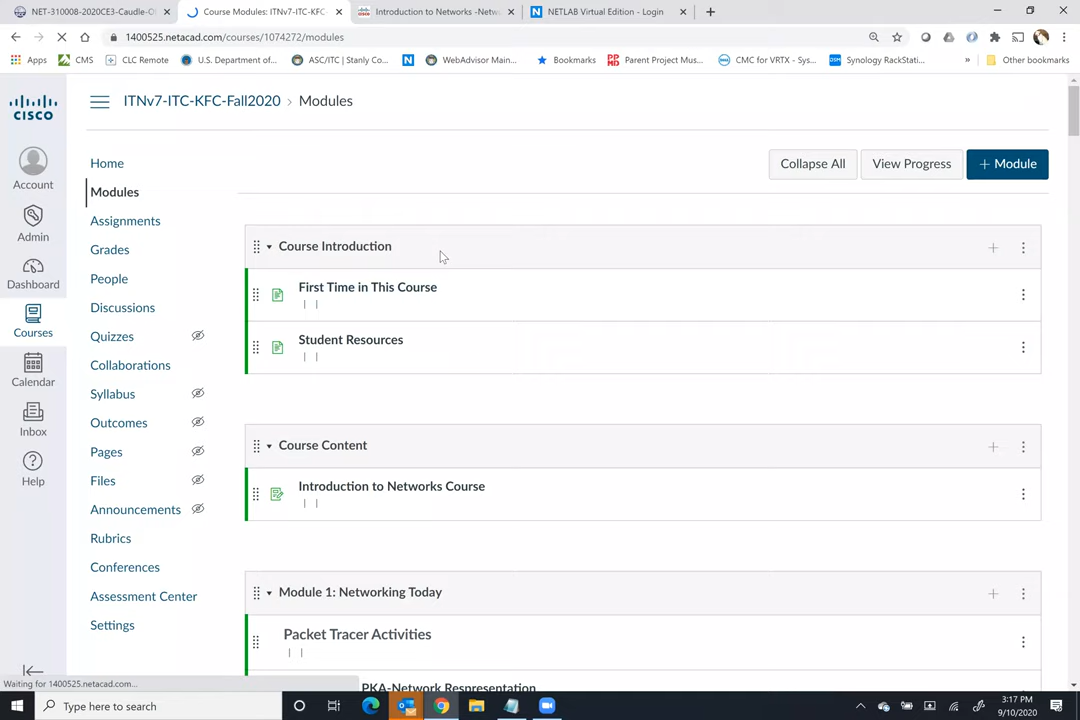 NET-310008-2020CE3-Caudle-O
Course Modules: ITNv7-ITC-KFC-
Introduction to Networks -Netw
NETLAB Virtual Edition - Login
1400525.netacad.com/courses/1074272/modules
Apps
CMS
CLC Remote
U.S. Department of...
ASC/ITC | Stanly Co...
WebAdvisor Main...
Bookmarks
Parent Project Mus...
CMC for VRTX - Sys...
Synology RackStati...
»
Other bookmarks
CISCO
Account
Admin
Dashboard
Courses
Calendar
Inbox
Help
ITNv7-ITC-KFC-Fall2020 › Modules
Home
Modules
Assignments
Grades
People
Discussions
Quizzes
Collaborations
Syllabus
Outcomes
Pages
Files
Announcements
Rubrics
Conferences
Assessment Center
Settings
Collapse All
View Progress
+ Module
Course Introduction
First Time in This Course
| |
Student Resources
| |
Course Content
Introduction to Networks Course
| |
Module 1: Networking Today
Packet Tracer Activities
| |
PKA-Network Respresentation
Waiting for 1400525.netacad.com...
Type here to search
3:17 PM
9/10/2020